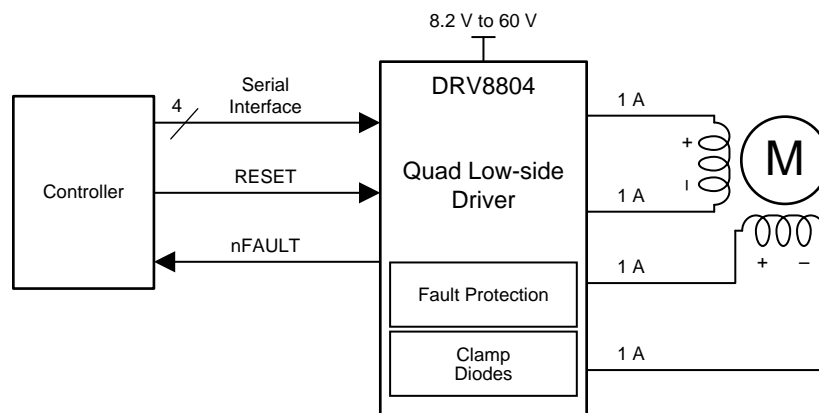 8.2 V to 60 V
DRV8804
Quad Low-side
Driver
Controller
4
Serial
Interface
RESET
nFAULT
Fault Protection
Clamp
Diodes
1 A
1 A
1 A
1 A
+
–
M
+ –